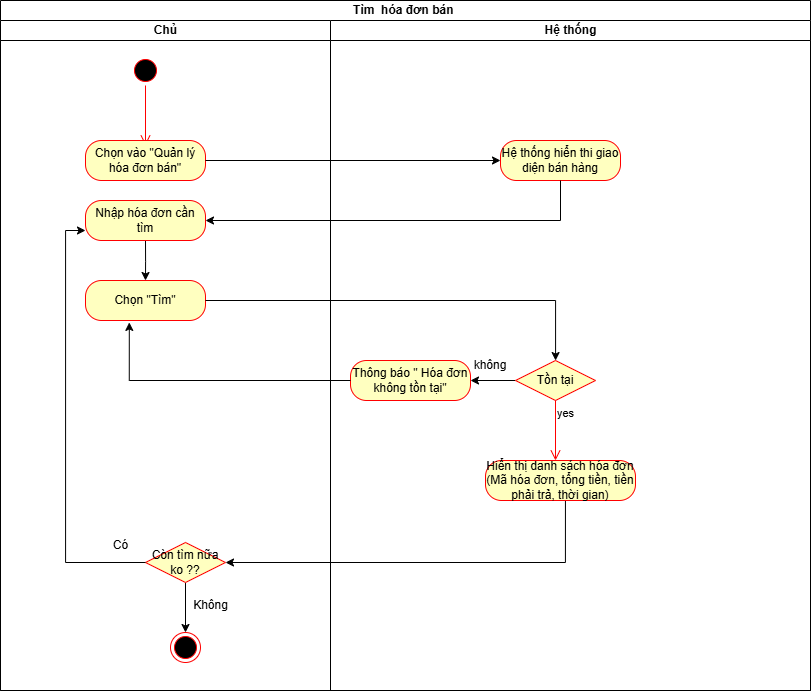 Tìm hóa đơn bán
Chủ
Hệ thống
Chọn vào "Quản lý
hóa đơn bán"
Hệ thống hiển thi giao
diện bán hàng
Nhập hóa đơn cần
tìm
Chọn "Tìm"
Thông báo " Hóa đơn
không tồn tại"
không
Tồn tại
yes
Hiển thị danh sách hóa đơn
(Mã hóa đơn, tổng tiền, tiền
phải trả, thời gian)
Có
Còn tìm nữa
ko ??
Không